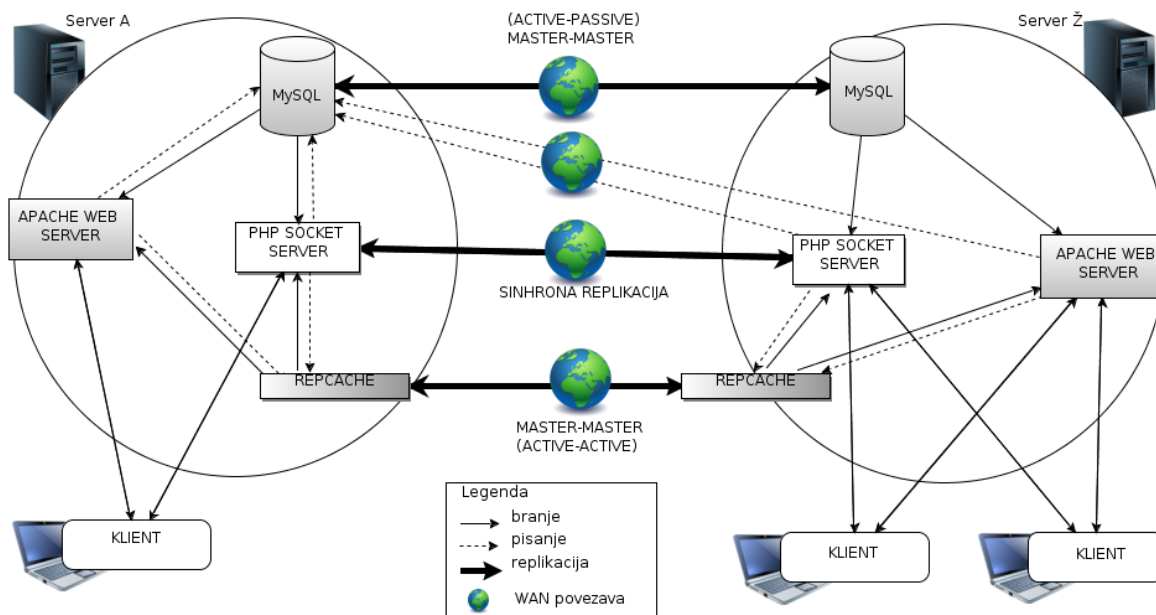 Server A
(ACTIVE-PASSIVE)
MASTER-MASTER
Server Ž
MySQL
MySQL
APACHE WEB
SERVER
PHP SOCKET
SERVER
PHP SOCKET
SERVER
APACHE WEB
SERVER
SINHRONA REPLIKACIJA
REPCACHE
REPCACHE
MASTER-MASTER
(ACTIVE-ACTIVE)
Legenda
branje
pisanje
replikacija
WAN povezava
KLIENT
KLIENT
KLIENT